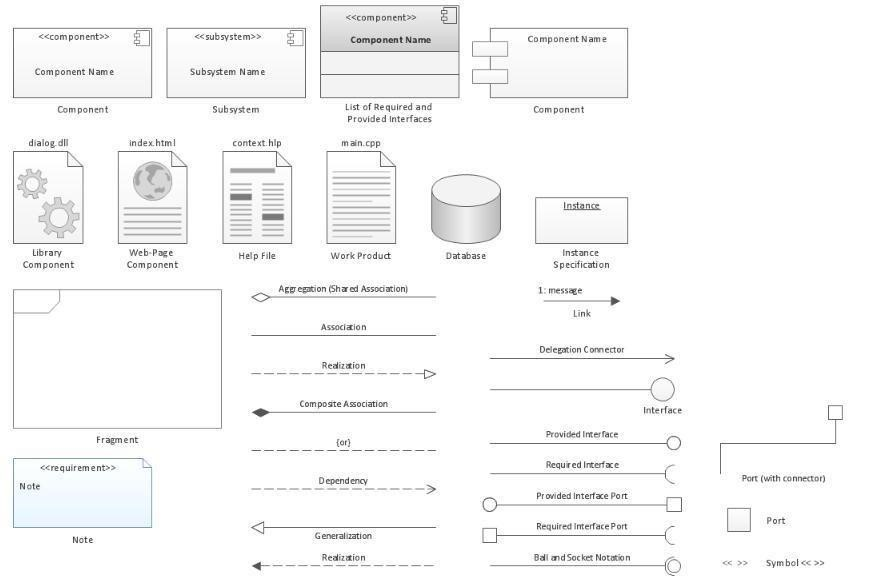 <<component>>
Component Name
Component
<<subsystem>>
Subsystem Name
Subsystem
<<component>>
Component Name
List of Required and
Provided Interfaces
Component Name
Component
dialog.dll
Library
Component
index.html
Web-Page
Component
context.hlp
Help File
main.cpp
Work Product
Database
Instance
Instance
Specification
Fragment
<<requirement>>
Note
Note
Aggregation (Shared Association)
Association
Realization
Composite Association
{or}
Dependency
Generalization
Realization
1: message
Link
Delegation Connector
Interface
Provided Interface
Required Interface
Provided Interface Port
Required Interface Port
Ball and Socket Notation
Port (with connector)
Port
<< >>
Symbol << >>